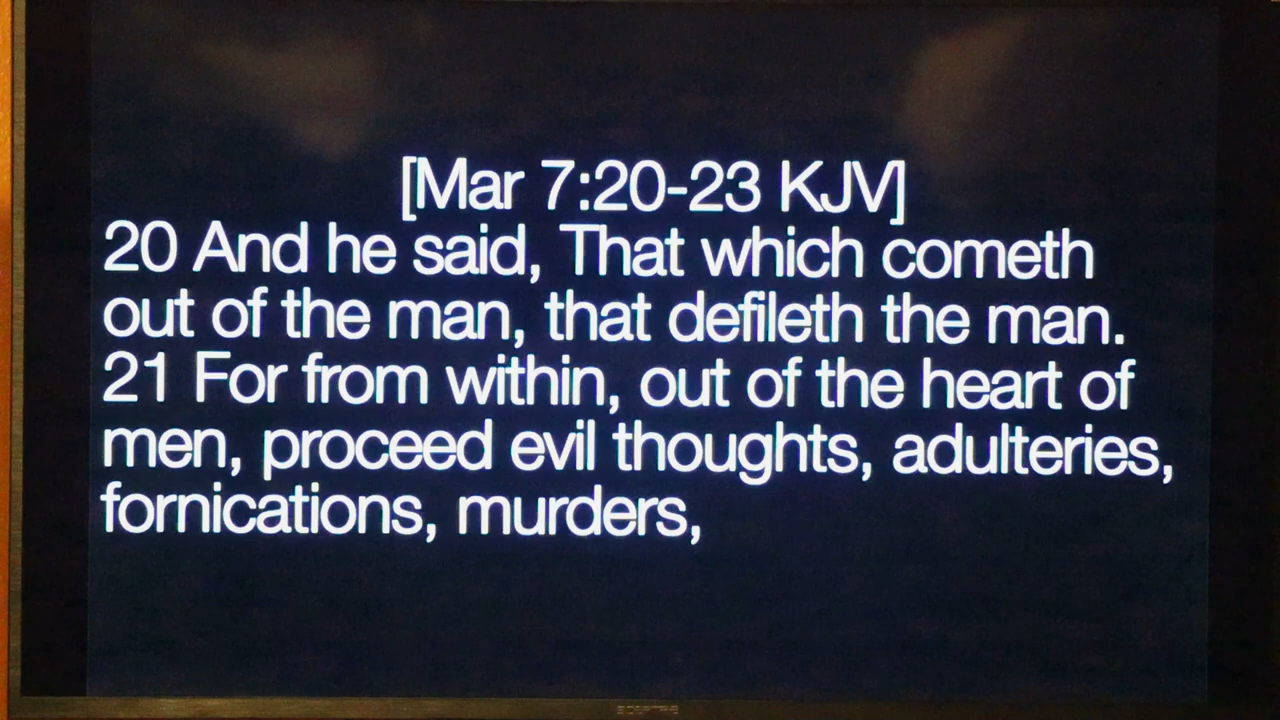 [Mar 7:20-23 KJV]
20 And he said, That which cometh
out of the man, that defileth the man.
21 For from within, out of the heart of
men, proceed evil thoughts, adulteries,
fornications, murders,